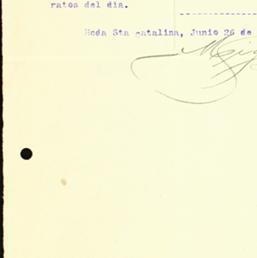 ratos del dia.
Hcda Sta catalina, Junio 26 de